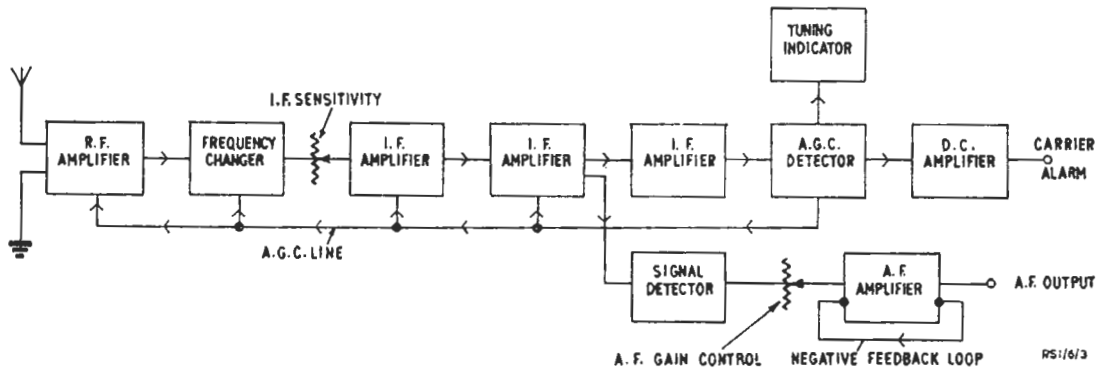 TUNING
INDICATOR
I.F. SENSITIVITY
R.F.
AMPLIFIER
FREQUENCY
CHANGER
I.F.
AMPLIFIER
I.F.
AMPLIFIER
I.F.
AMPLIFIER
A.G.C.
DETECTOR
D.C.
AMPLIFIER
CARRIER
ALARM
A.G.C. LINE
SIGNAL
DETECTOR
A.F.
AMPLIFIER
A.F. OUTPUT
A.F. GAIN CONTROL
NEGATIVE FEEDBACK LOOP
RS1/6/3